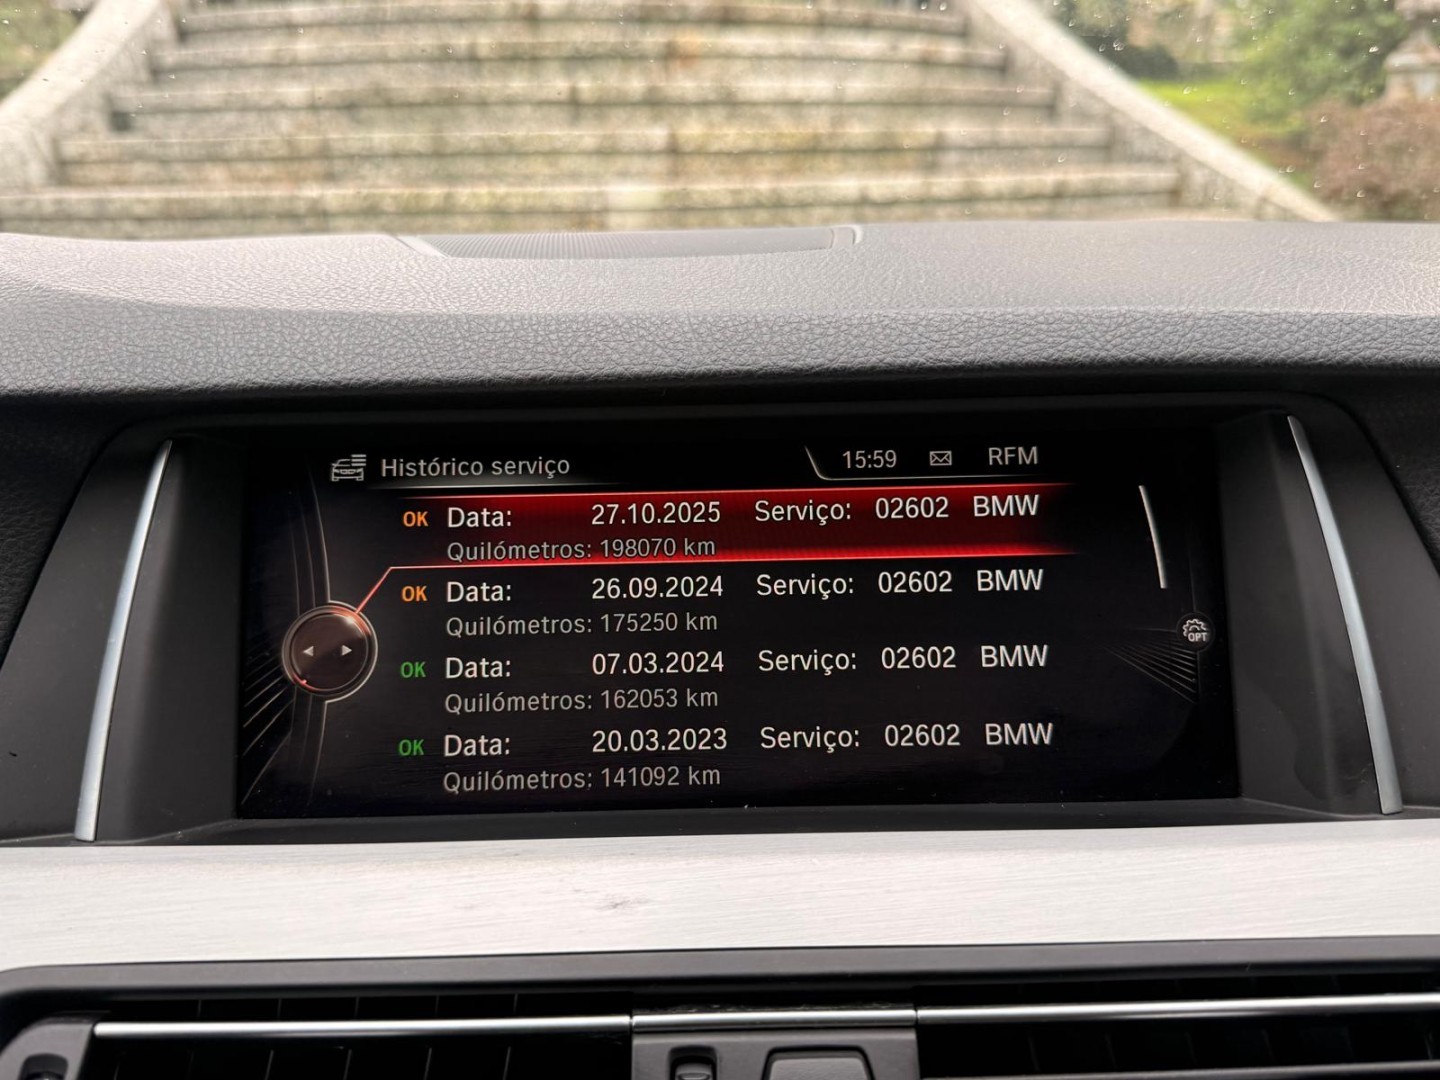 Histórico serviço 15:59 RFM
OK Data: 27.10.2025 Serviço: 02602 BMW
Quilómetros: 198070 km
OK Data: 26.09.2024 Serviço: 02602 BMW
Quilómetros: 175250 km
OK Data: 07.03.2024 Serviço: 02602 BMW
Quilómetros: 162053 km
OK Data: 20.03.2023 Serviço: 02602 BMW
Quilómetros: 141092 km
OPT